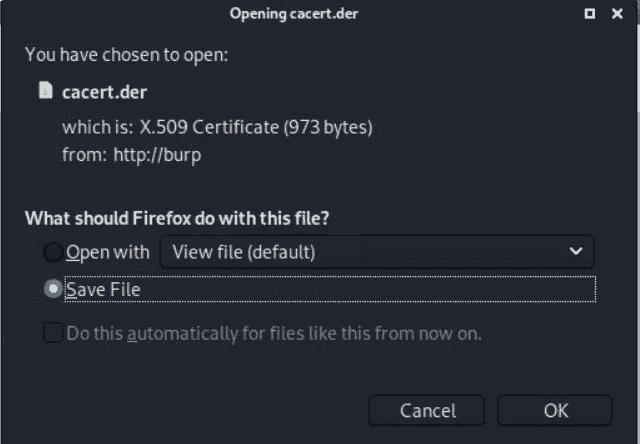 Opening cacert.der
You have chosen to open:
cacert.der
which is: X.509 Certificate (973 bytes)
from: http://burp
What should Firefox do with this file?
Open with View file (default)
Save File
Do this automatically for files like this from now on.
Cancel OK